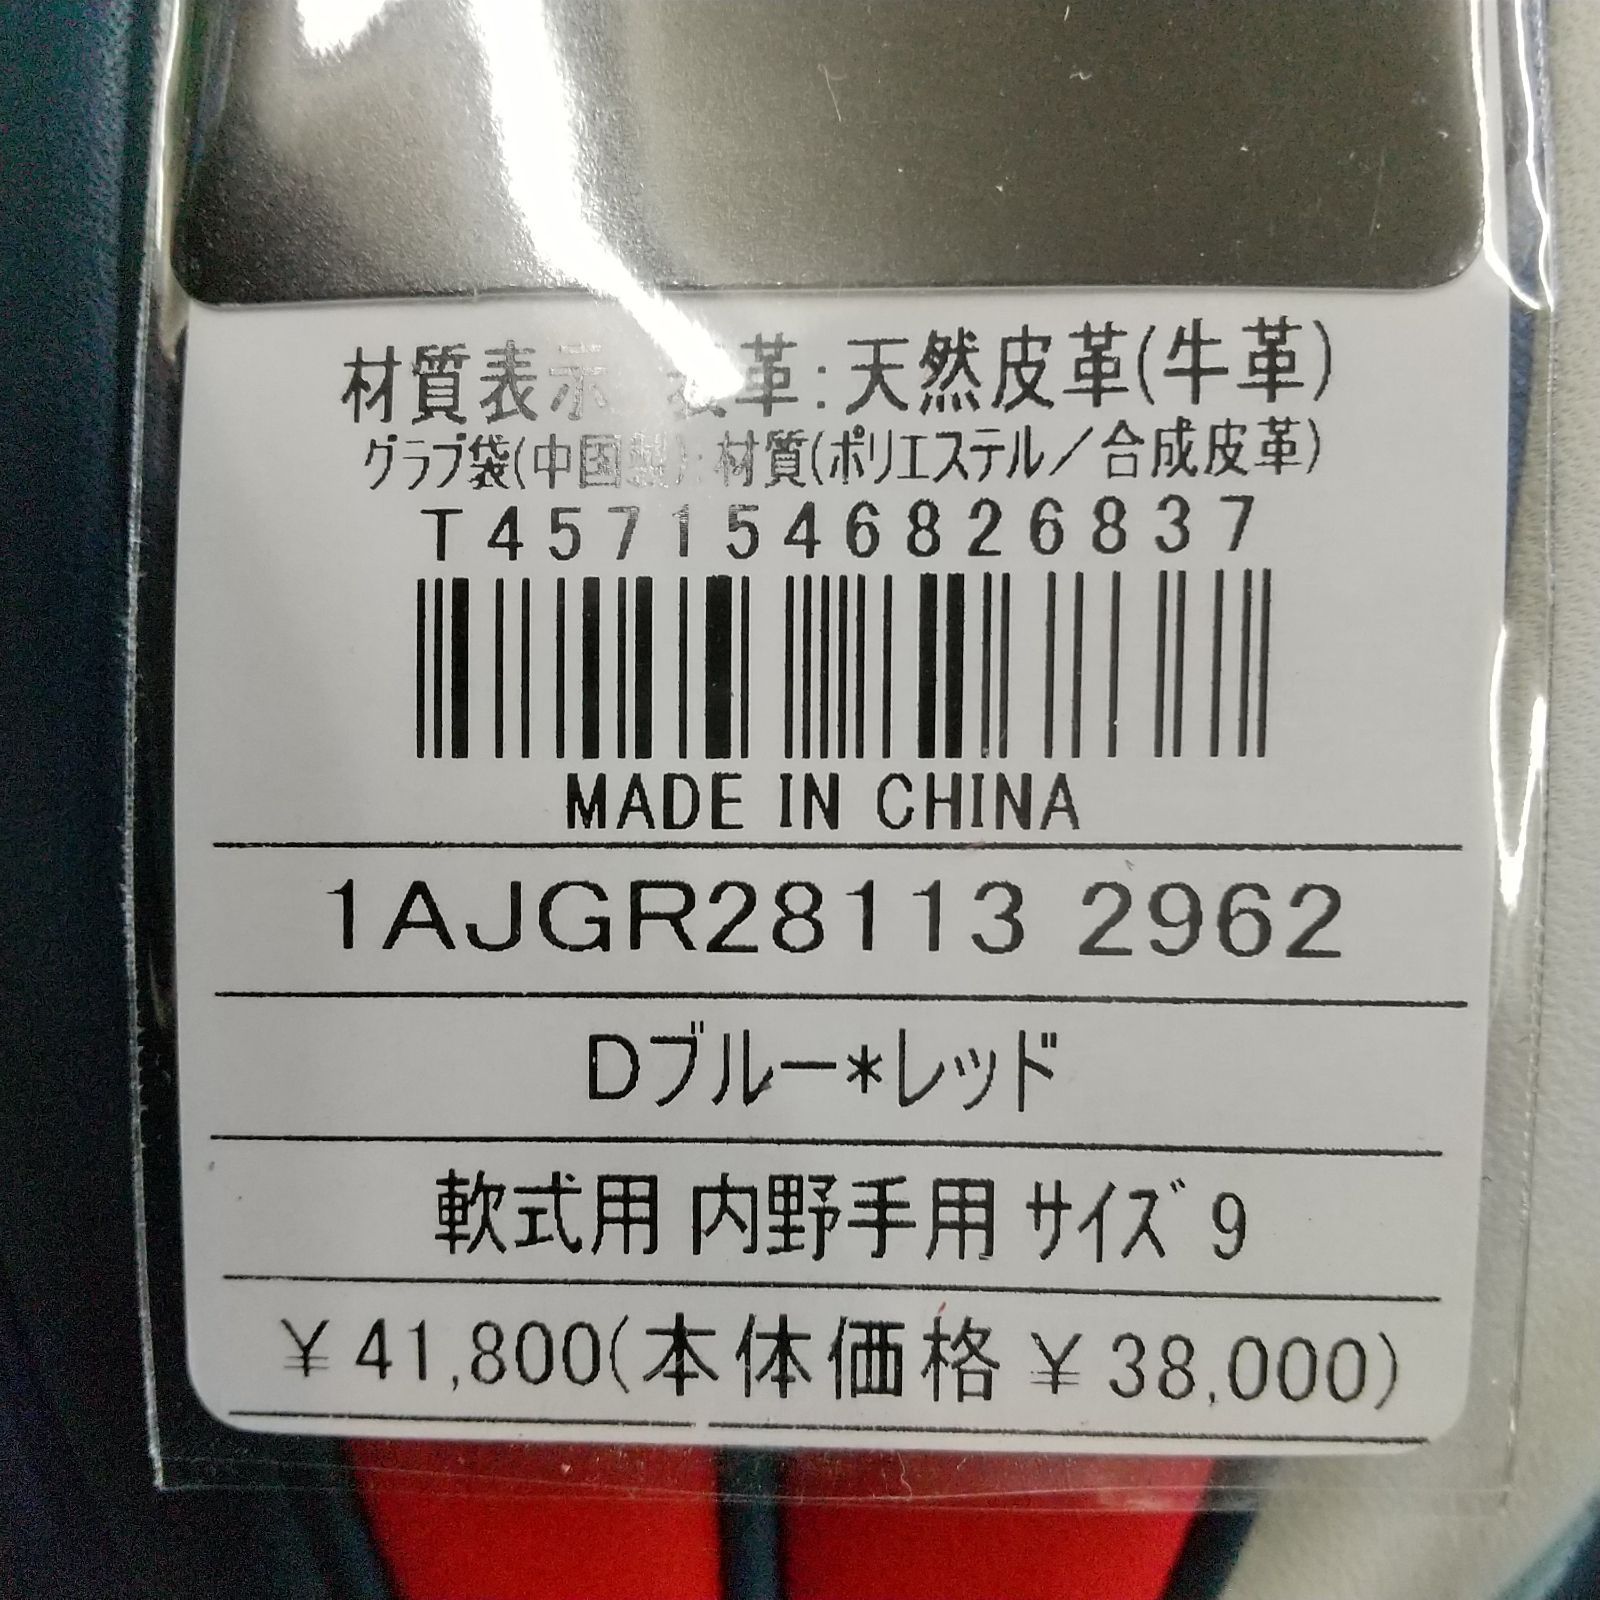 材質表示 表革:天然皮革(牛革)
グラブ袋(中国製):材質(ポリエステル/合成皮革)
T4571546826837
MADE IN CHINA
1AJGR28113 2962
Dブルー*レッド
軟式用 内野手用 サイズ 9
¥41,800(本体価格¥38,000)